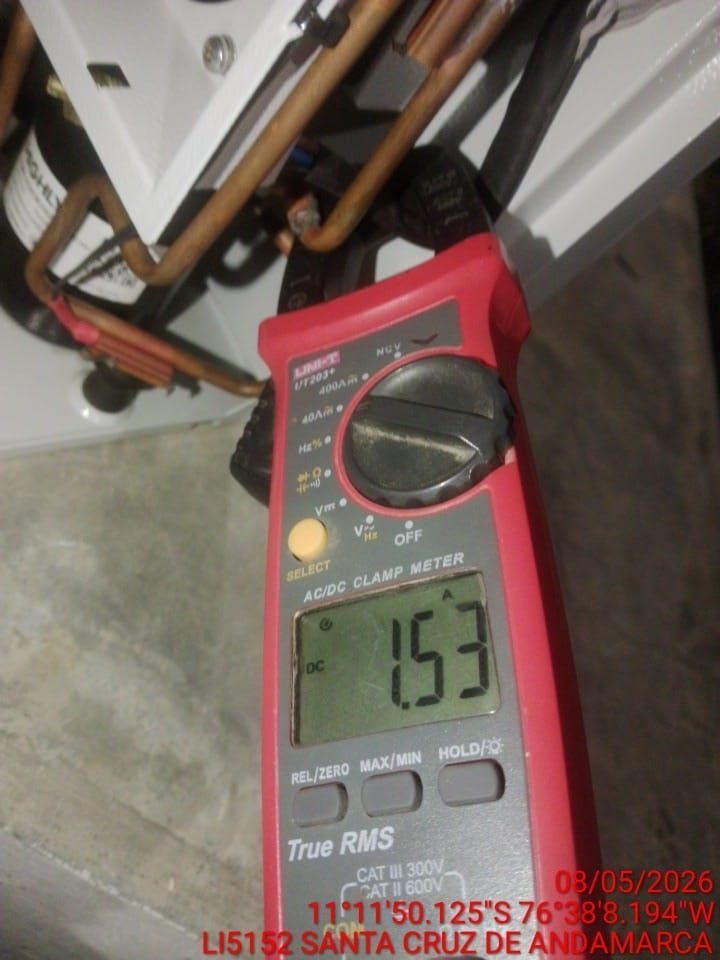 UNI-T
UT203+
NCV
400A
40A
Hz%
V
V
Hz
OFF
SELECT
AC/DC CLAMP METER
A
DC
1.53
REL/ZERO MAX/MIN HOLD/
True RMS
CAT III 300V
CAT II 600V
COM
08/05/2026
11°11'50.125"S 76°38'8.194"W
LI5152 SANTA CRUZ DE ANDAMARCA